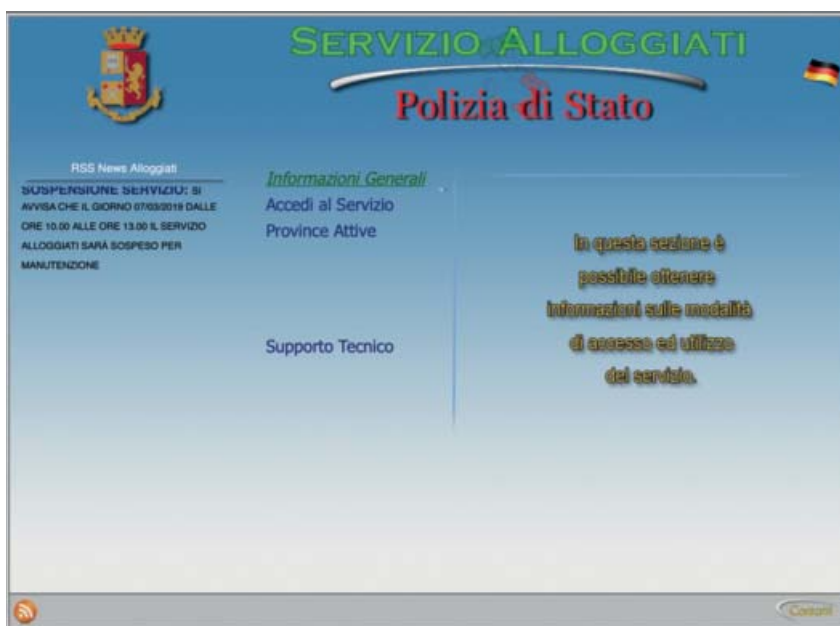 SERVIZIO ALLOGGIATI
Polizia di Stato
RSS News Alloggiati
SOSPENSIONE SERVIZIO: SI
AVVISA CHE IL GIORNO 07/03/2019 DALLE
ORE 10.00 ALLE ORE 13.00 IL SERVIZIO
ALLOGGIATI SARÀ SOSPESO PER
MANUTENZIONE
Informazioni Generali
Accedi al Servizio
Province Attive
Supporto Tecnico
In questa sezione è
possibile ottenere
informazioni sulle modalità
di accesso ed utilizzo
del servizio.
Contatti